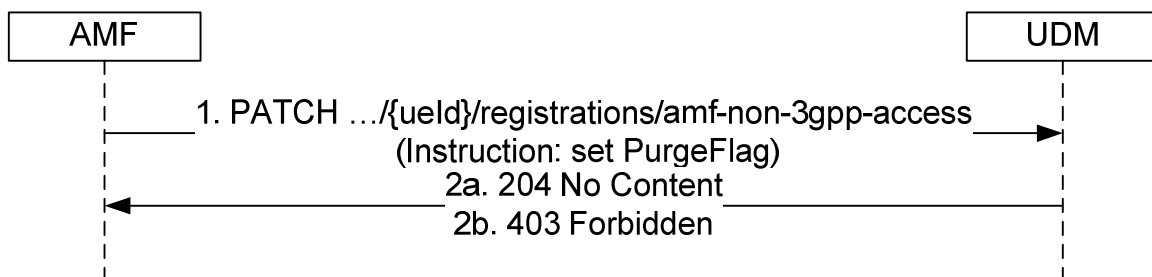 AMF
UDM
1. PATCH …/{ueId}/registrations/amf-non-3gpp-access
(Instruction: set PurgeFlag)
2a. 204 No Content
2b. 403 Forbidden